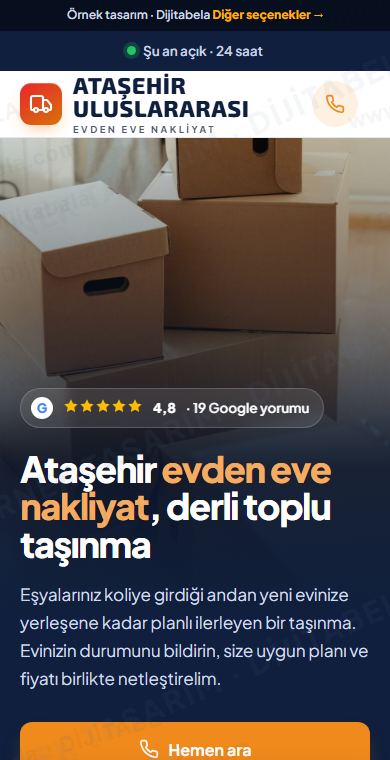 Örnek tasarım · Dijitabela Diğer seçenekler →
Şu an açık · 24 saat
ATAŞEHİR
ULUSLARARASI
EVDEN EVE NAKLİYAT
G ★★★★★ 4,8 · 19 Google yorumu
Ataşehir evden eve
nakliyat, derli toplu
taşınma
Eşyalarınız koliye girdiği andan yeni evinize
yerleşene kadar planlı ilerleyen bir taşınma.
Evinizin durumunu bildirin, size uygun planı ve
fiyatı birlikte netleştirelim.
Hemen ara